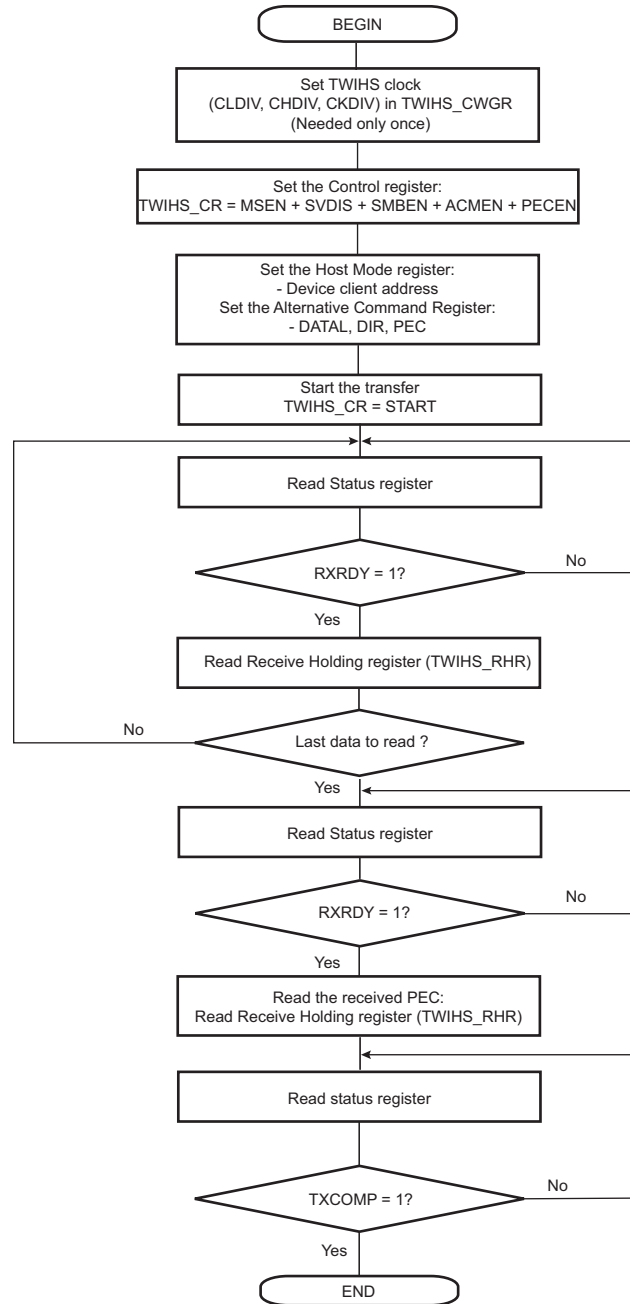 BEGIN
Set TWIHS clock
(CLDIV, CHDIV, CKDIV) in TWIHS_CWGR
(Needed only once)
Set the Control register:
TWIHS_CR = MSEN + SVDIS + SMBEN + ACMEN + PECEN
Set the Host Mode register:
- Device client address
Set the Alternative Command Register:
- DATAL, DIR, PEC
Start the transfer
TWIHS_CR = START
Read Status register
RXRDY = 1?
No
Yes
Read Receive Holding register (TWIHS_RHR)
No
Last data to read ?
Yes
Read Status register
RXRDY = 1?
No
Yes
Read the received PEC:
Read Receive Holding register (TWIHS_RHR)
Read status register
TXCOMP = 1?
No
Yes
END